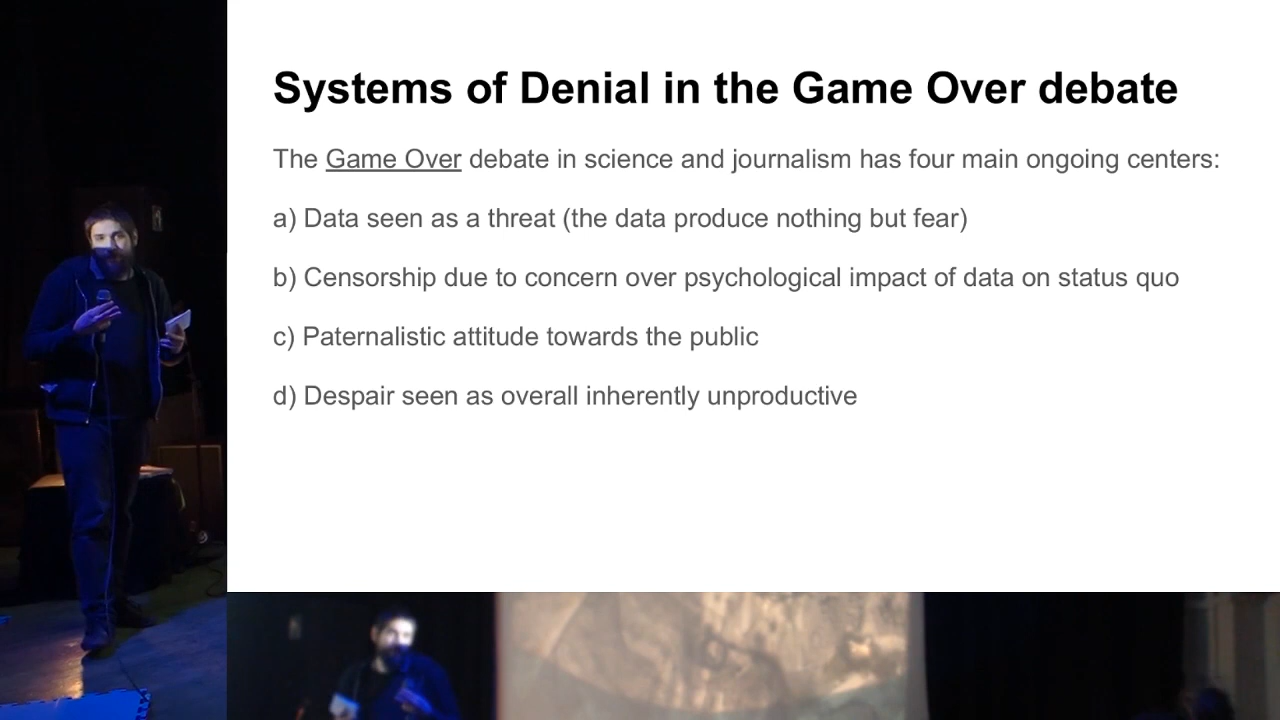 Systems of Denial in the Game Over debate
The Game Over debate in science and journalism has four main ongoing centers:
a) Data seen as a threat (the data produce nothing but fear)
b) Censorship due to concern over psychological impact of data on status quo
c) Paternalistic attitude towards the public
d) Despair seen as overall inherently unproductive